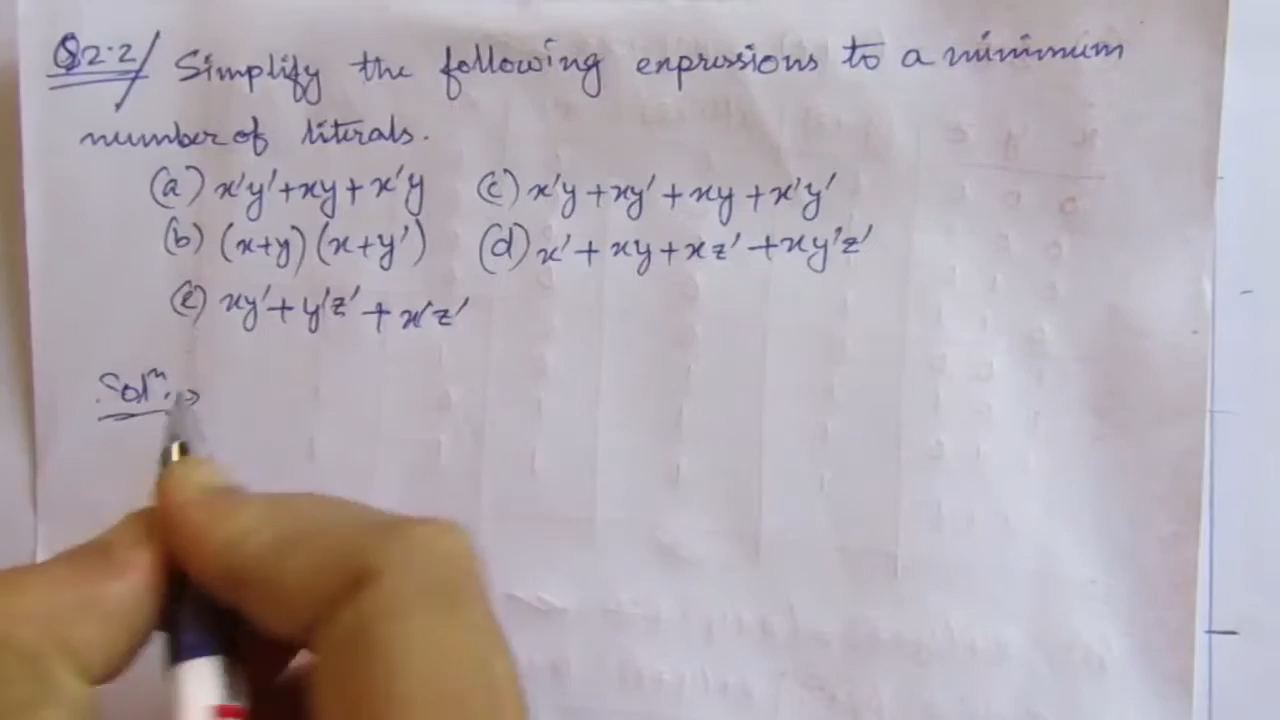 Q2.2/ Simplify the following expressions to a minimum
number of literals.
(a) x'y' + xy + x'y (c) x'y + xy' + xy + x'y'
(b) (x+y) (x+y') (d) x' + xy + xz' + xy'z'
(e) xy' + y'z' + x'z'
Solⁿ :->